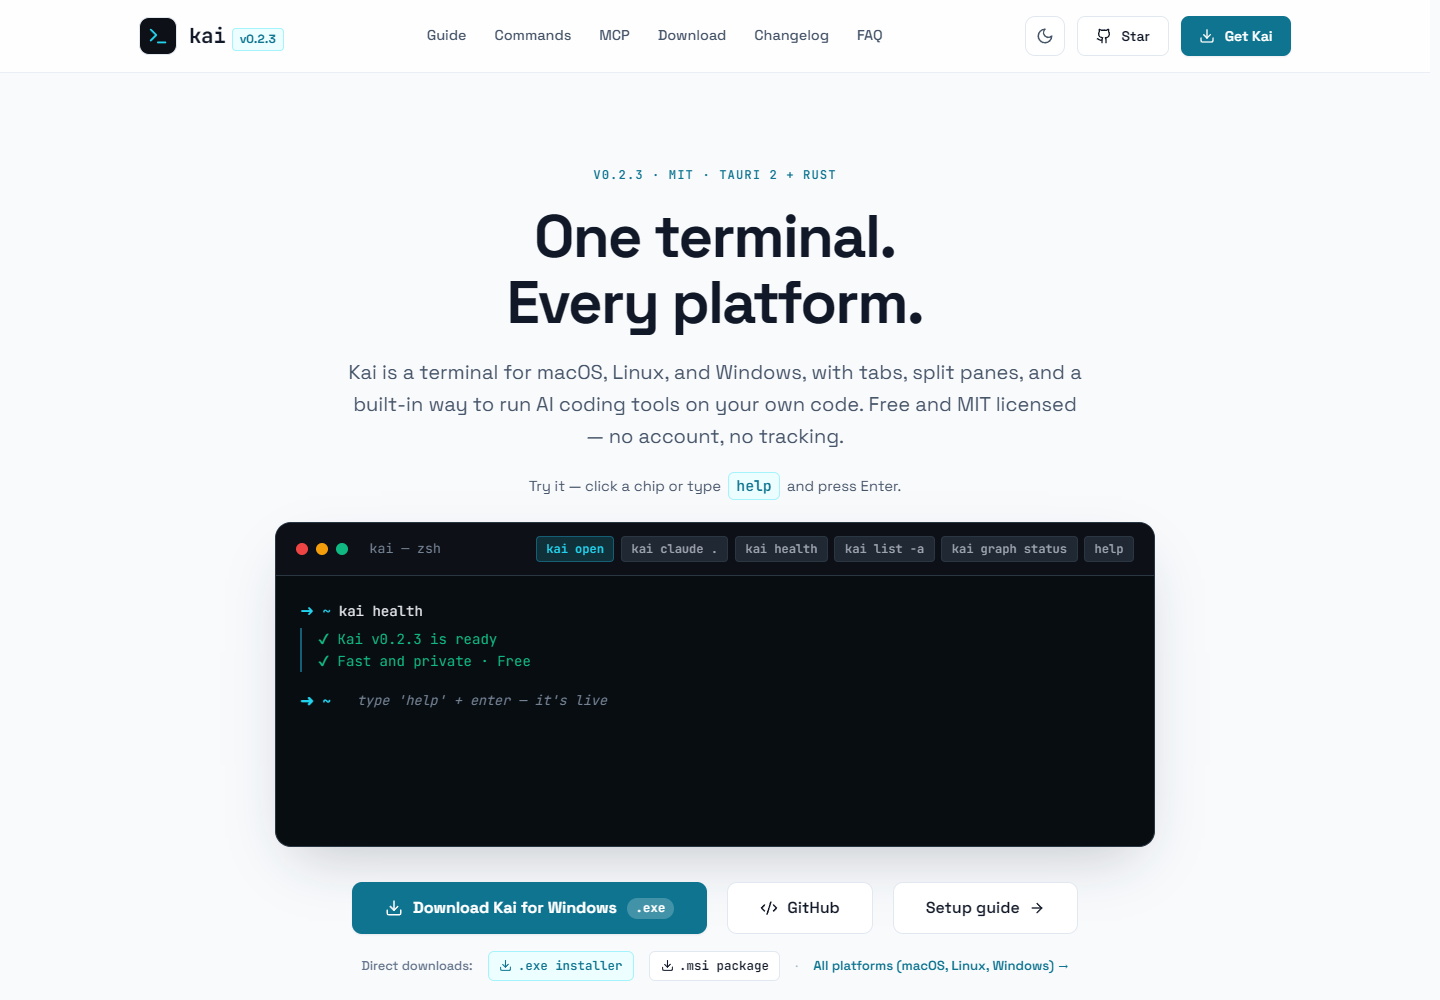 kai v0.2.3
Guide Commands MCP Download Changelog FAQ
Star
Get Kai
V0.2.3 · MIT · TAURI 2 + RUST
One terminal.
Every platform.
Kai is a terminal for macOS, Linux, and Windows, with tabs, split panes, and a
built-in way to run AI coding tools on your own code. Free and MIT licensed
— no account, no tracking.
Try it — click a chip or type help and press Enter.
kai — zsh
kai open kai claude . kai health kai list -a kai graph status help
→ ~ kai health
✓ Kai v0.2.3 is ready
✓ Fast and private · Free
→ ~ type 'help' + enter — it's live
Download Kai for Windows .exe
GitHub
Setup guide →
Direct downloads: .exe installer .msi package · All platforms (macOS, Linux, Windows) →